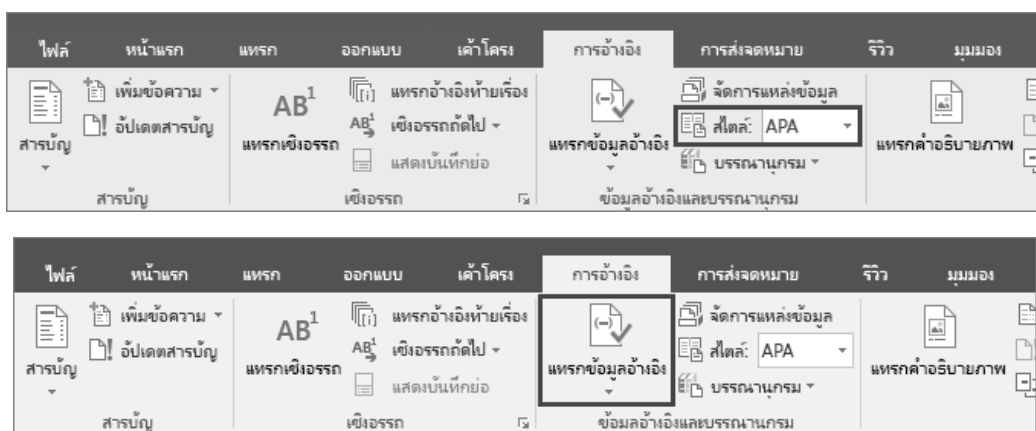 ไฟล์ หน้าแรก แทรก ออกแบบ เค้าโครง การอ้างอิง การส่งจดหมาย รีวิว มุมมอง
เพิ่มข้อความ แทรกอ้างอิงท้ายเรื่อง จัดการแหล่งข้อมูล
อัปเดตสารบัญ AB1 เชิงอรรถถัดไป สไตล์: APA
สารบัญ แทรกเชิงอรรถ แสดงบันทึกย่อ แทรกข้อมูลอ้างอิง บรรณานุกรม แทรกคำอธิบายภาพ
สารบัญ เชิงอรรถ ข้อมูลอ้างอิงและบรรณานุกรม
ไฟล์ หน้าแรก แทรก ออกแบบ เค้าโครง การอ้างอิง การส่งจดหมาย รีวิว มุมมอง
เพิ่มข้อความ แทรกอ้างอิงท้ายเรื่อง จัดการแหล่งข้อมูล
อัปเดตสารบัญ AB1 เชิงอรรถถัดไป สไตล์: APA
สารบัญ แทรกเชิงอรรถ แสดงบันทึกย่อ แทรกข้อมูลอ้างอิง บรรณานุกรม แทรกคำอธิบายภาพ
สารบัญ เชิงอรรถ ข้อมูลอ้างอิงและบรรณานุกรม